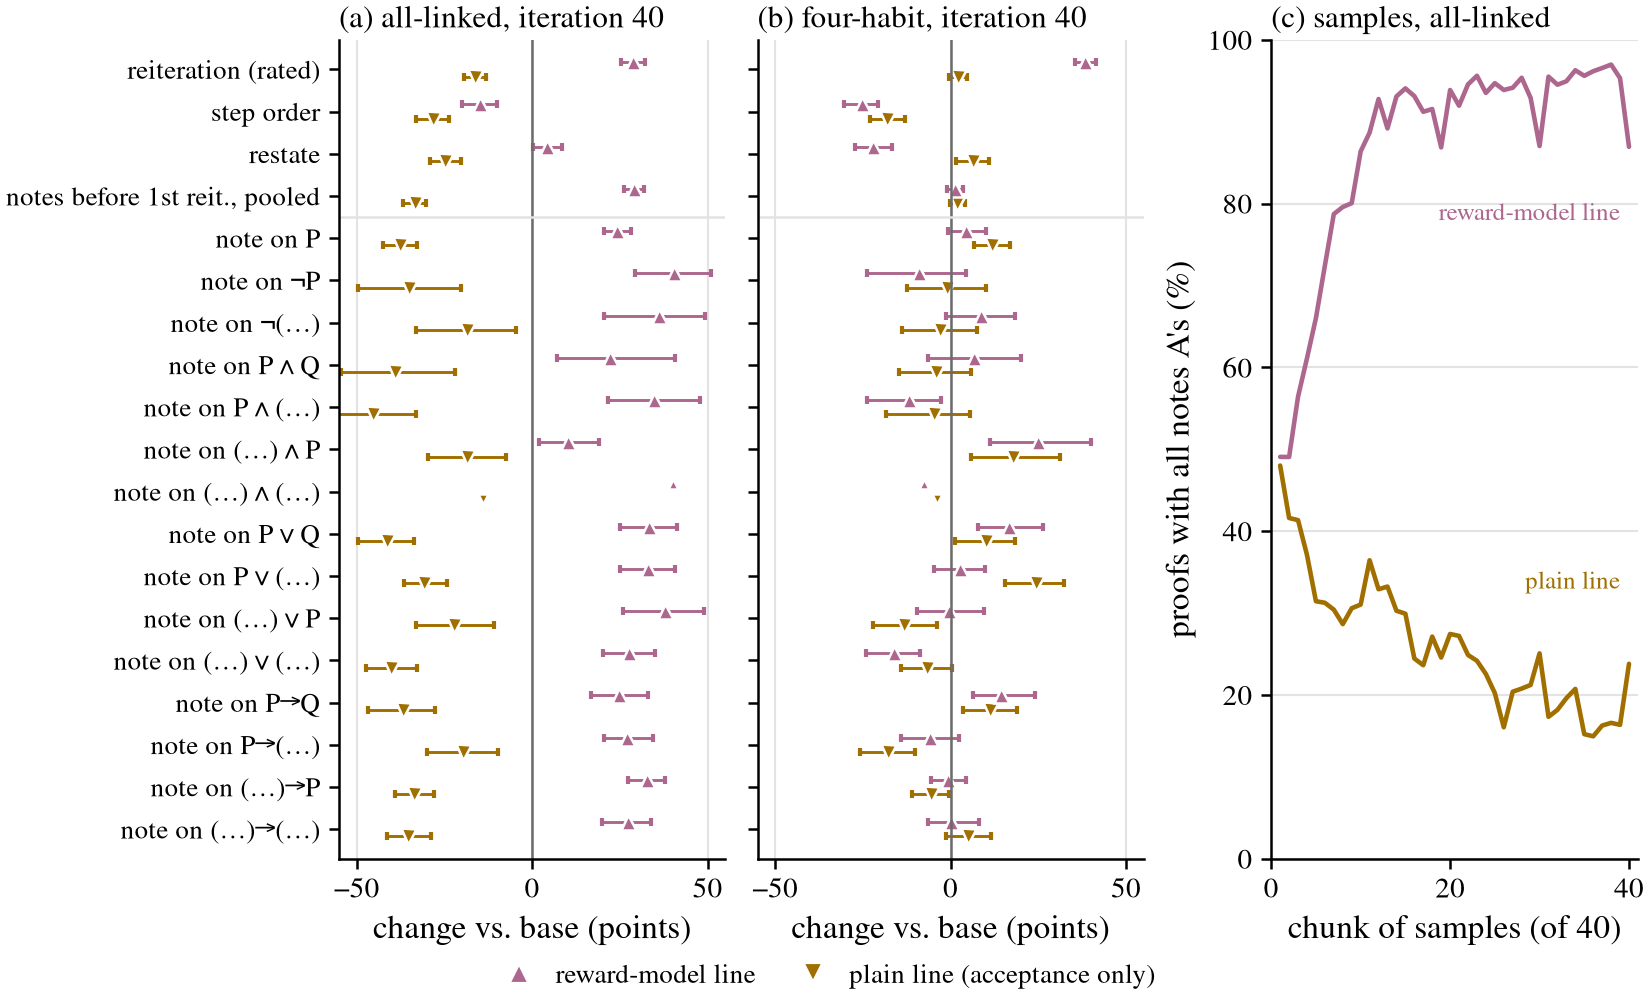 (a) all-linked, iteration 40
(b) four-habit, iteration 40
(c) samples, all-linked
reiteration (rated)
step order
restate
notes before 1st reit., pooled
note on P
note on ¬P
note on ¬(…)
note on P ∧ Q
note on P ∧ (…)
note on (…) ∧ P
note on (…) ∧ (…)
note on P ∨ Q
note on P ∨ (…)
note on (…) ∨ P
note on (…) ∨ (…)
note on P→Q
note on P→(…)
note on (…)→P
note on (…)→(…)
−50 0 50
change vs. base (points)
−50 0 50
change vs. base (points)
proofs with all notes A's (%)
100
80
60
40
20
0
reward-model line
plain line
0 20 40
chunk of samples (of 40)
reward-model line
plain line (acceptance only)